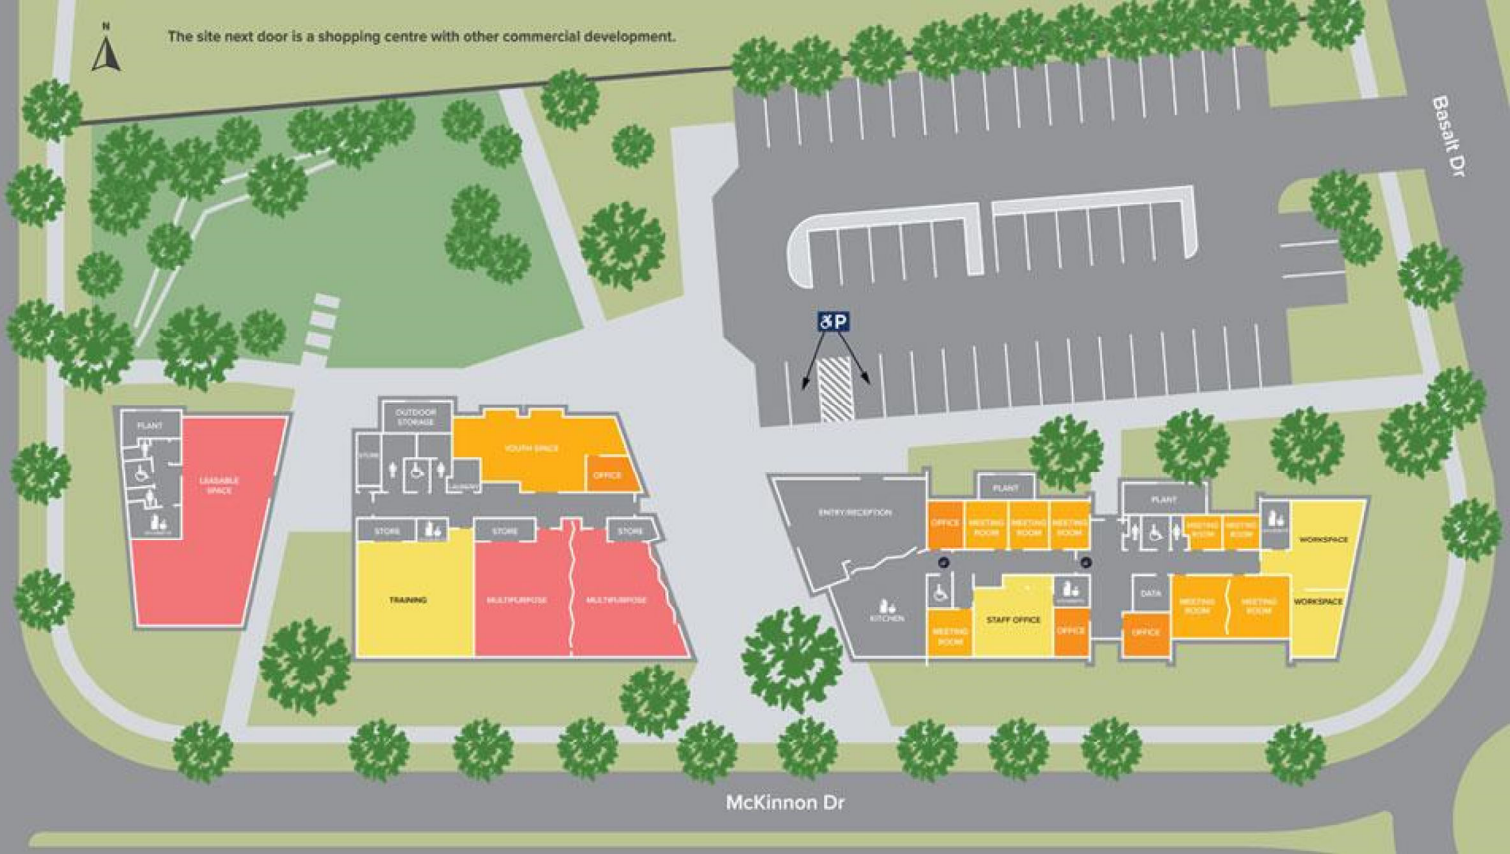 N
The site next door is a shopping centre with other commercial development.
Basalt Dr
P
PLANT
LEASABLE
SPACE
OUTDOOR
STORAGE
STORE
YOUTH SPACE
OFFICE
LAUNDRY
STORE
STORE
STORE
TRAINING
MULTIPURPOSE
MULTIPURPOSE
ENTRY/RECEPTION
KITCHEN
PLANT
OFFICE
MEETING
ROOM
MEETING
ROOM
MEETING
ROOM
PLANT
MEETING
ROOM
MEETING
ROOM
WORKSPACE
WORKSPACE
MEETING
ROOM
STAFF OFFICE
OFFICE
DATA
OFFICE
MEETING
ROOM
MEETING
ROOM
McKinnon Dr